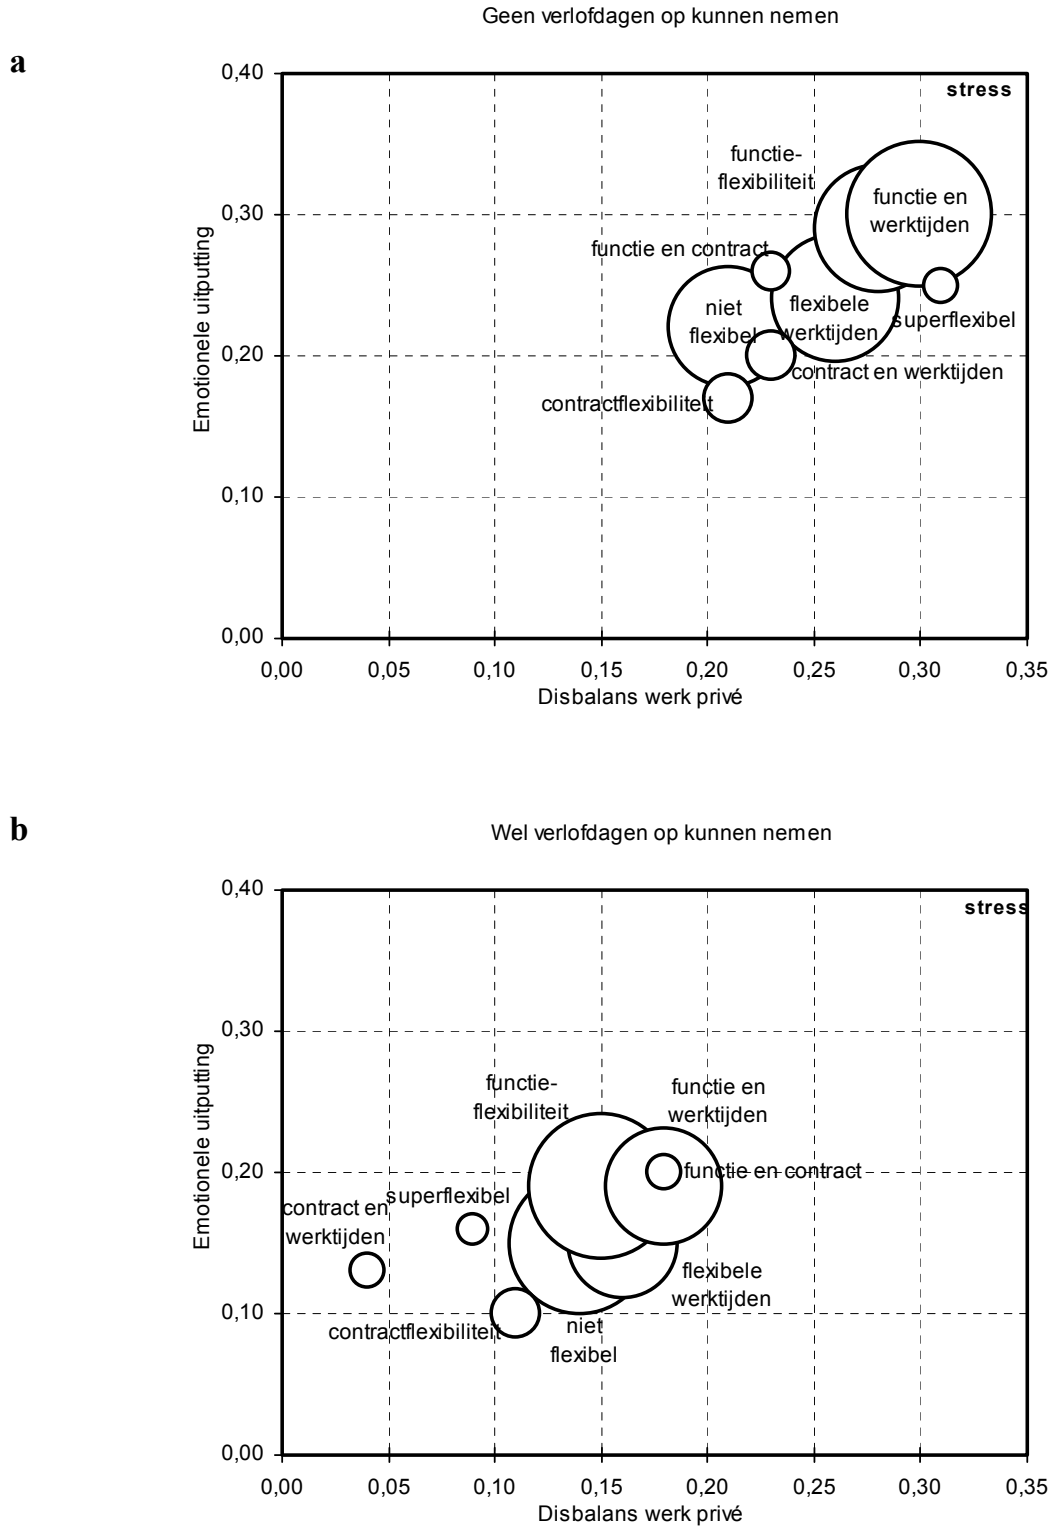 Geen verlofdagen op kunnen nemen
a
0,40
stress
functie-
flexibiliteit
functie en
werktijden
0,30
functie en contract
niet
flexibel
flexibele
werktijden
superflexibel
0,20
contract en werktijden
contractflexibiliteit
0,10
0,00
Emotionele uitputting
0,00 0,05 0,10 0,15 0,20 0,25 0,30 0,35
Disbalans werk privé
b
Wel verlofdagen op kunnen nemen
0,40
stress
0,30
functie-
flexibiliteit
functie en
werktijden
0,20
functie en contract
superflexibel
contract en
werktijden
flexibele
werktijden
0,10
contractflexibiliteit
niet
flexibel
0,00
Emotionele uitputting
0,00 0,05 0,10 0,15 0,20 0,25 0,30 0,35
Disbalans werk privé